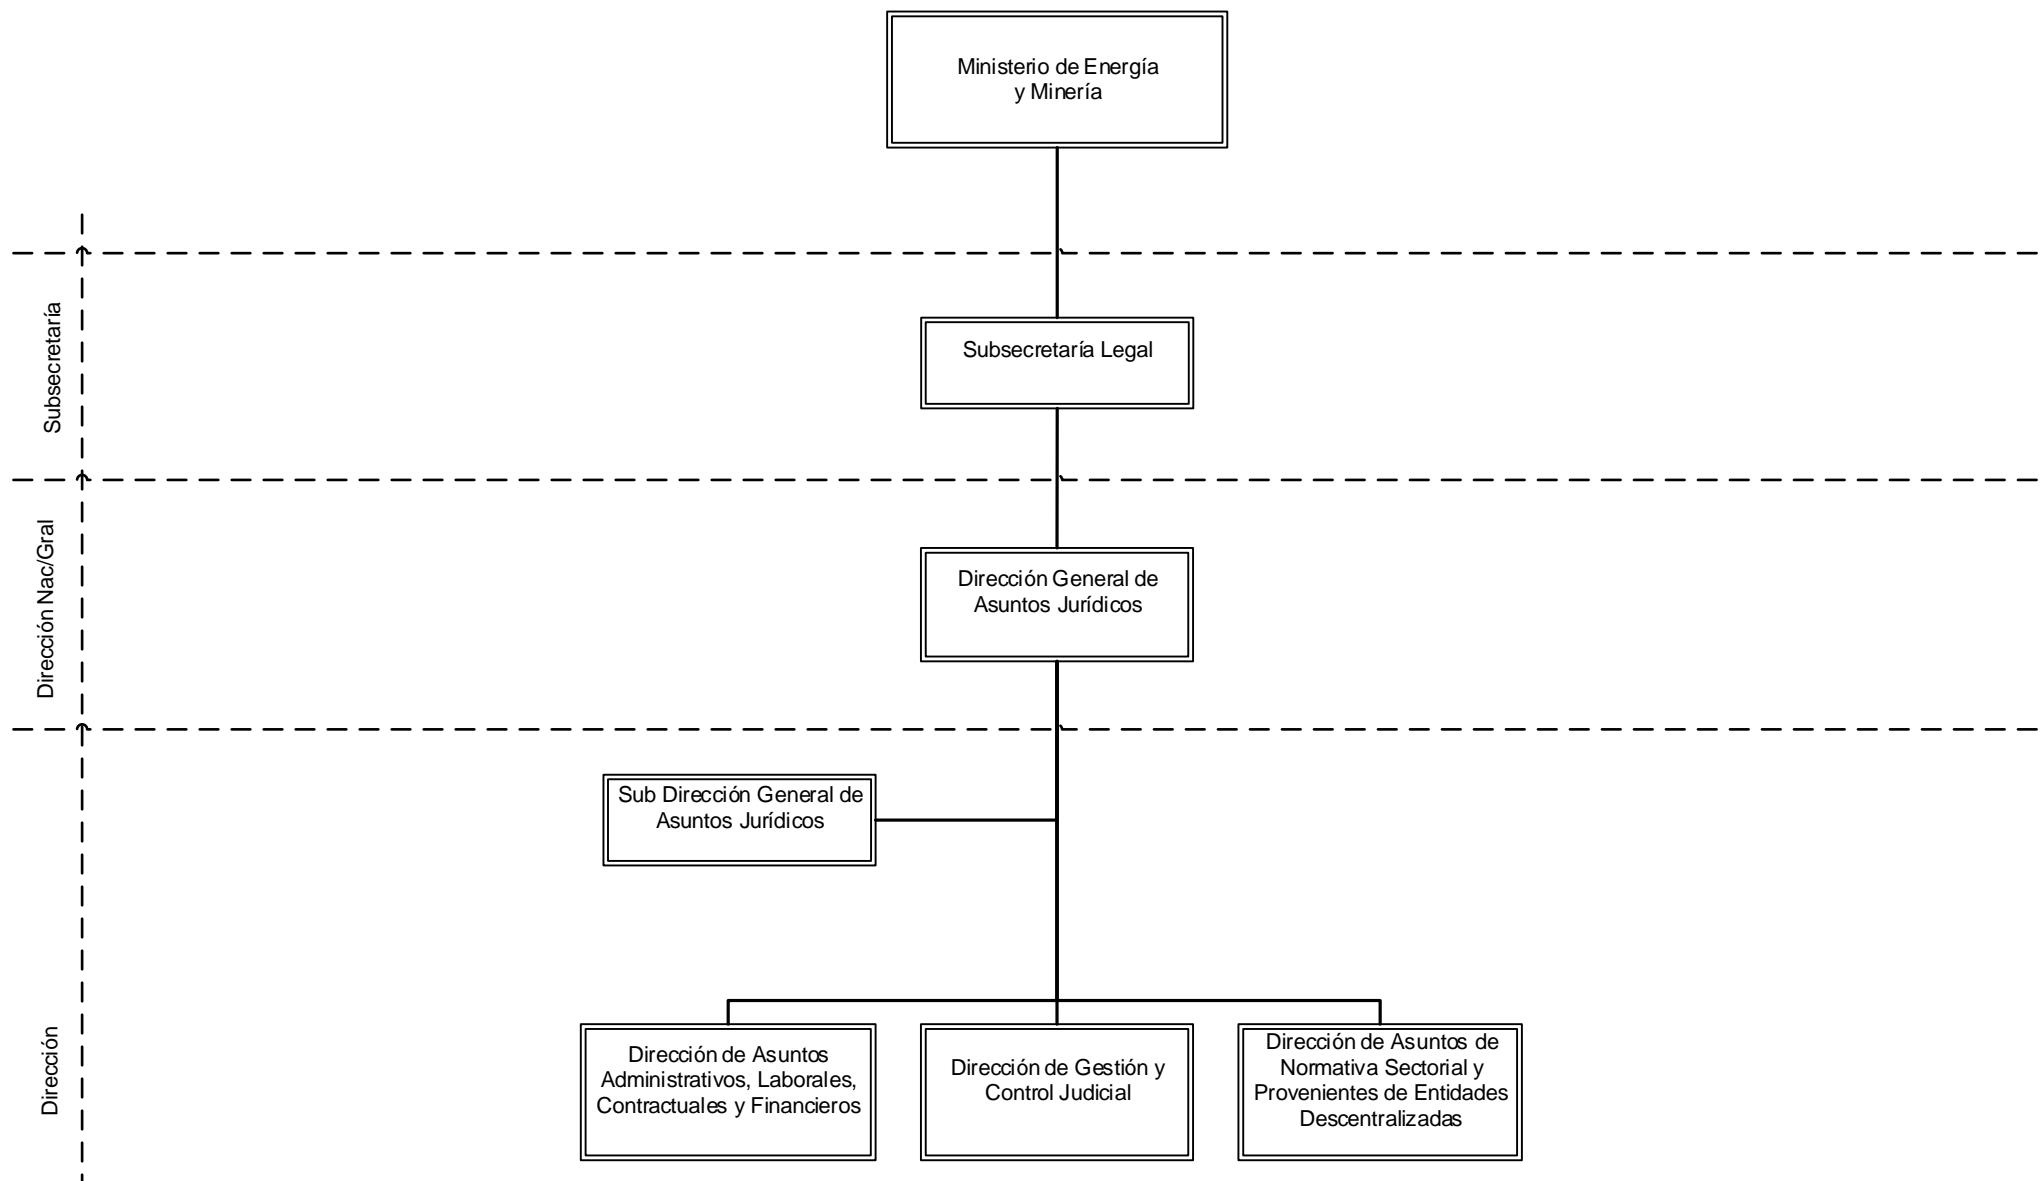 Ministerio de Energía
y Minería
Subsecretaría
Subsecretaría Legal
Dirección Nac/Gral
Dirección General de
Asuntos Jurídicos
Sub Dirección General de
Asuntos Jurídicos
Dirección
Dirección de Asuntos
Administrativos, Laborales,
Contractuales y Financieros
Dirección de Gestión y
Control Judicial
Dirección de Asuntos de
Normativa Sectorial y
Provenientes de Entidades
Descentralizadas